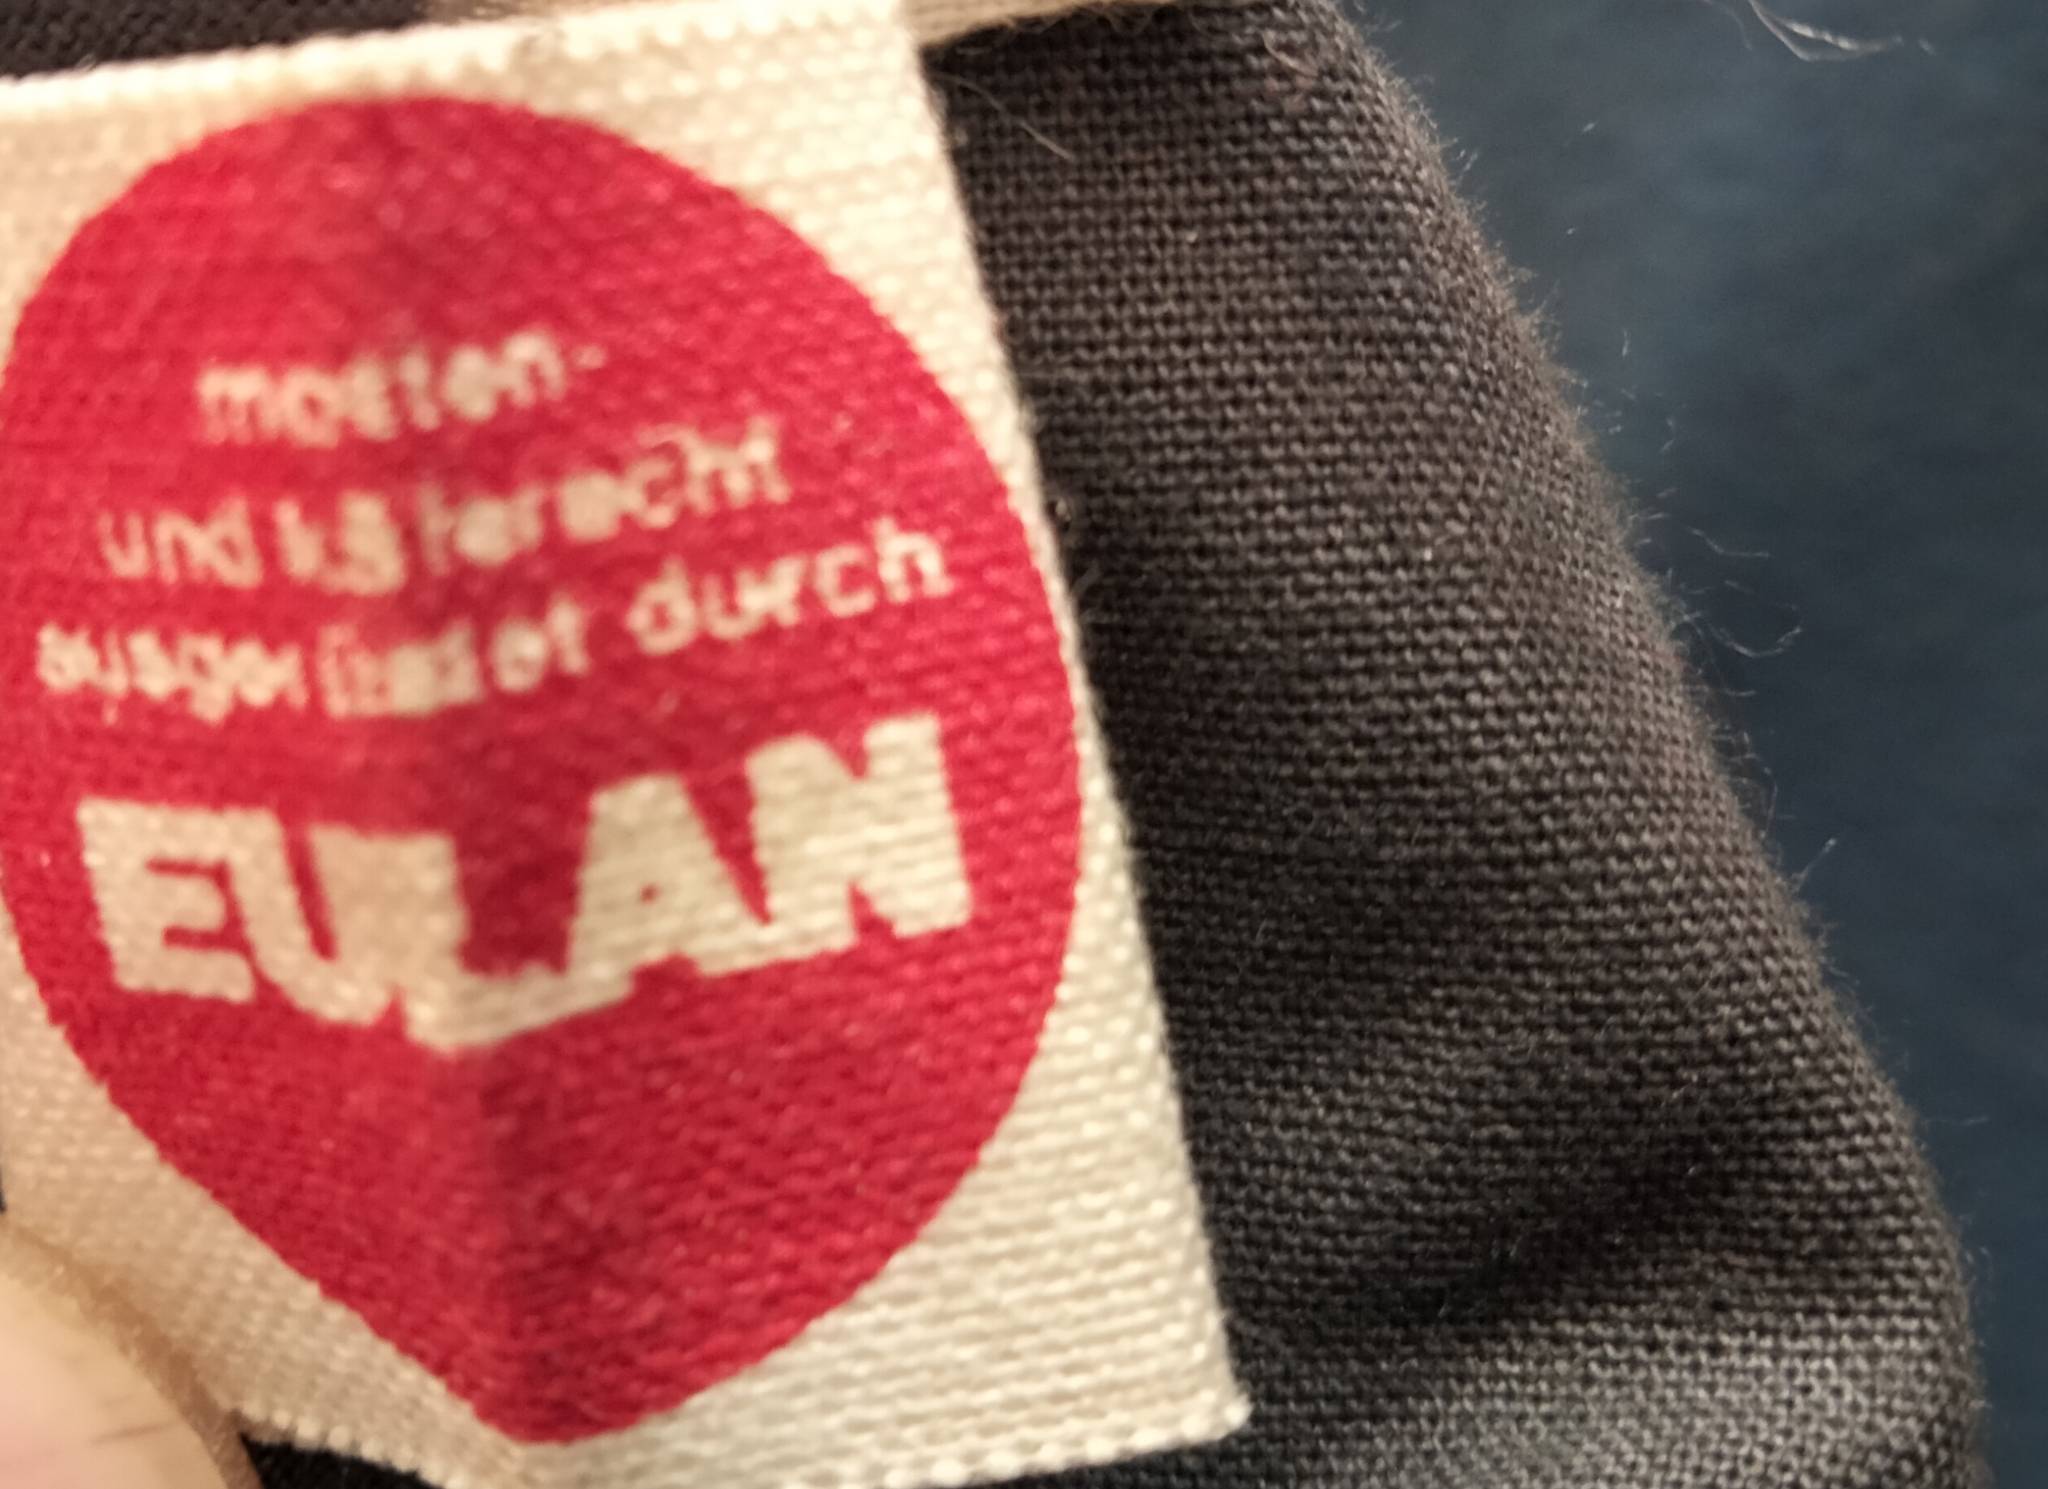 motten-
und käferecht
ausgerüstet durch
EULAN